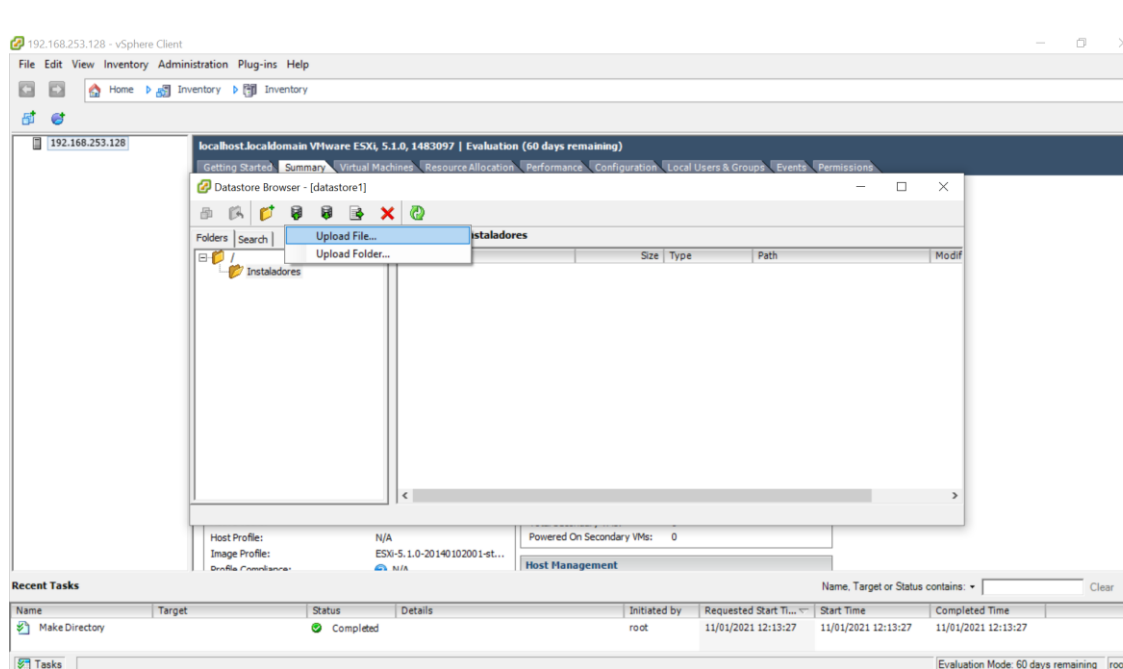 192.168.253.128 - vSphere Client
File Edit View Inventory Administration Plug-ins Help
Home Inventory Inventory
192.168.253.128
localhost.localdomain VMware ESXi, 5.1.0, 1483097 | Evaluation (60 days remaining)
Getting Started Summary Virtual Machines Resource Allocation Performance Configuration Local Users & Groups Events Permissions
Datastore Browser - [datastore1]
Folders Search
Upload File...
Upload Folder...
staladores
/
Size Type Path Modif
Instaladores
Host Profile: N/A
Powered On Secondary VMs: 0
Image Profile: ESXi-5.1.0-20140102001-st...
Profile Compliance: N/A
Host Management
Recent Tasks
Name, Target or Status contains: Clear
Name Target Status Details Initiated by Requested Start Ti... Start Time Completed Time
Make Directory Completed root 11/01/2021 12:13:27 11/01/2021 12:13:27 11/01/2021 12:13:27
Tasks
Evaluation Mode: 60 days remaining roo